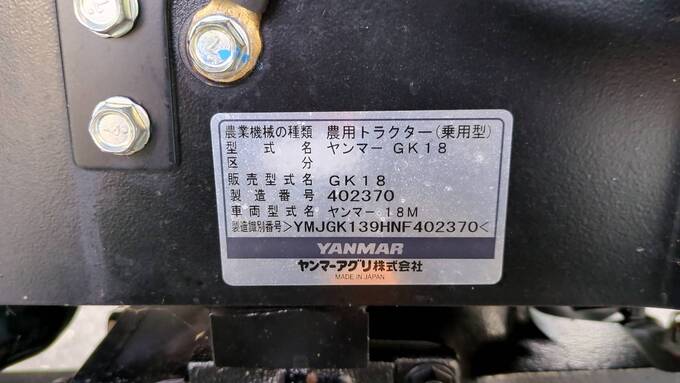 農業機械の種類 農用トラクター(乗用型)
型式名 ヤンマー GK18
区分
販売型式名 GK18
製造番号 402370
車両型式名 ヤンマー 18M
製造識別番号 >YMJGK139HNF402370<
YANMAR
ヤンマーアグリ株式会社
MADE IN JAPAN